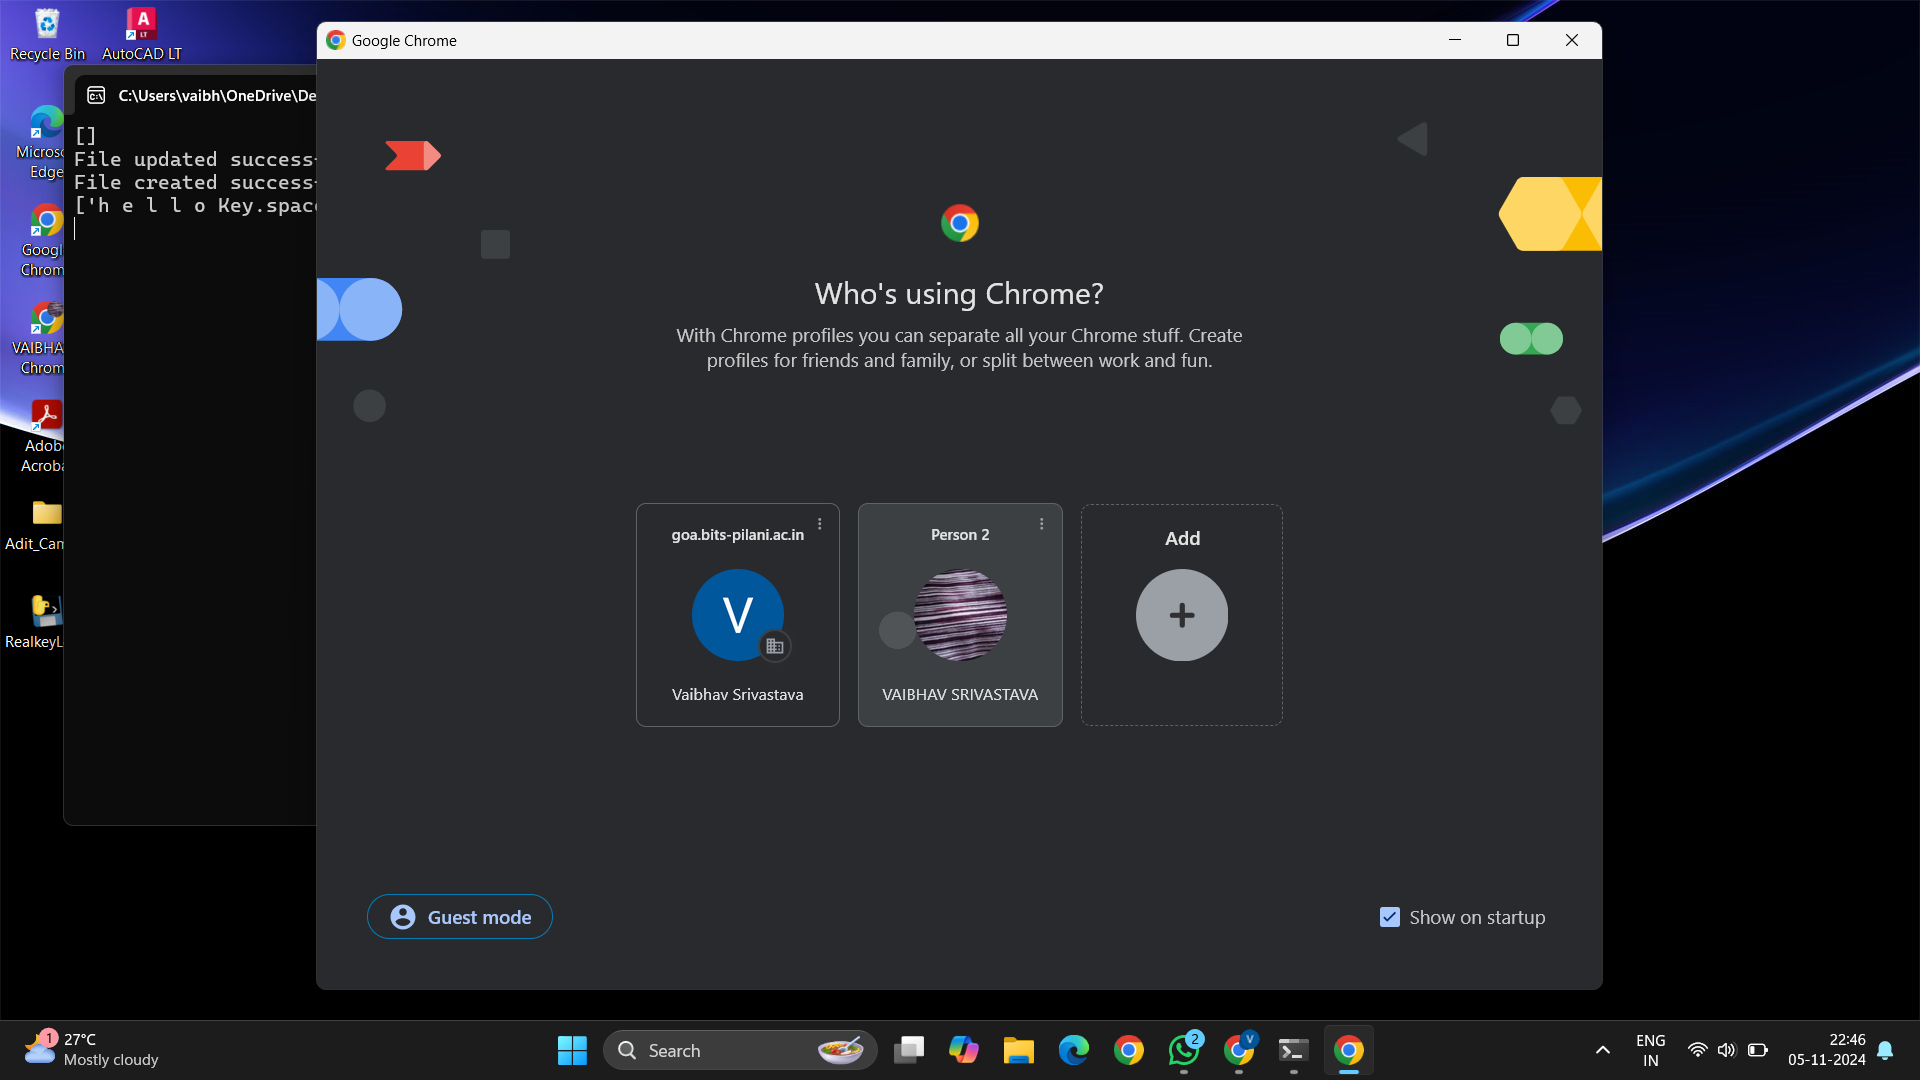 Recycle Bin
AutoCAD LT
Google Chrome
C:\Users\vaibh\OneDrive\De
[]
File updated success
File created success
['h e l l o Key.spac
Micros
Edge
Googl
Chrom
VAIBHA
Chrom
Adob
Acroba
Adit_Can
RealkeyL
Who's using Chrome?
With Chrome profiles you can separate all your Chrome stuff. Create
profiles for friends and family, or split between work and fun.
goa.bits-pilani.ac.in
V
Vaibhav Srivastava
Person 2
VAIBHAV SRIVASTAVA
Add
Guest mode
Show on startup
1
27°C
Mostly cloudy
Search
2
V
ENG
IN
22:46
05-11-2024